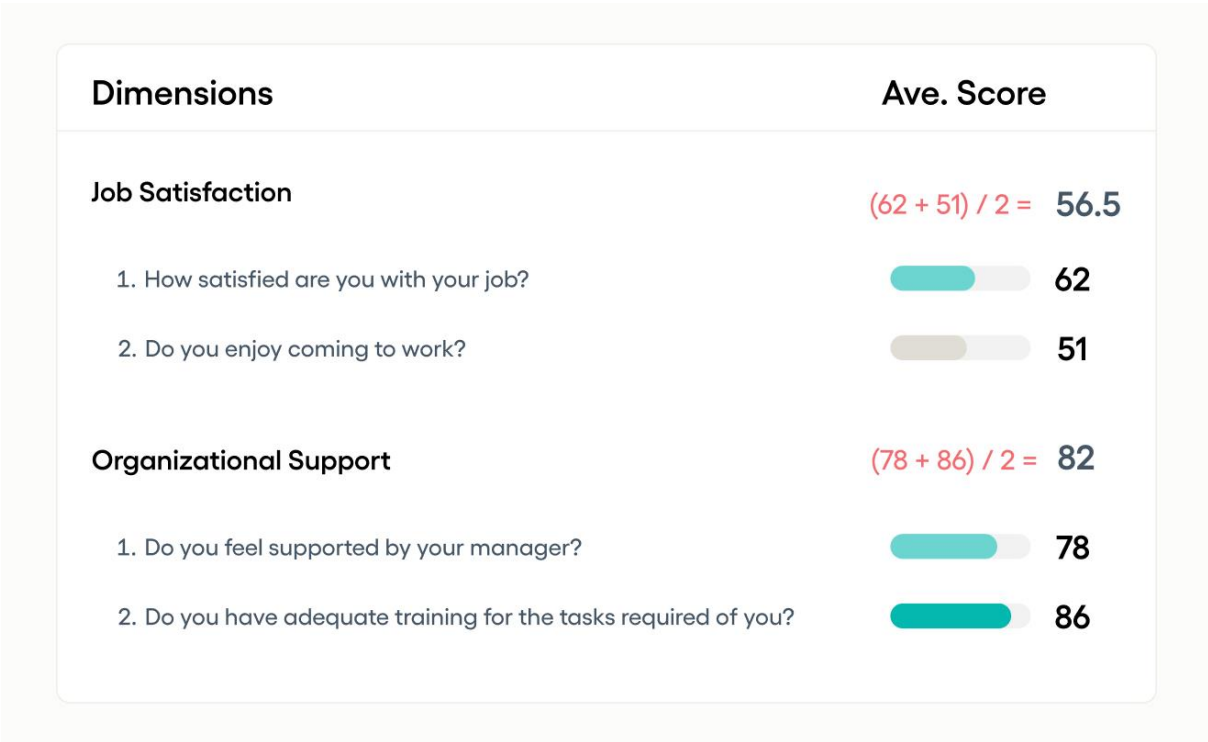 Dimensions Ave. Score
Job Satisfaction (62 + 51) / 2 = 56.5
1. How satisfied are you with your job? 62
2. Do you enjoy coming to work? 51
Organizational Support (78 + 86) / 2 = 82
1. Do you feel supported by your manager? 78
2. Do you have adequate training for the tasks required of you? 86